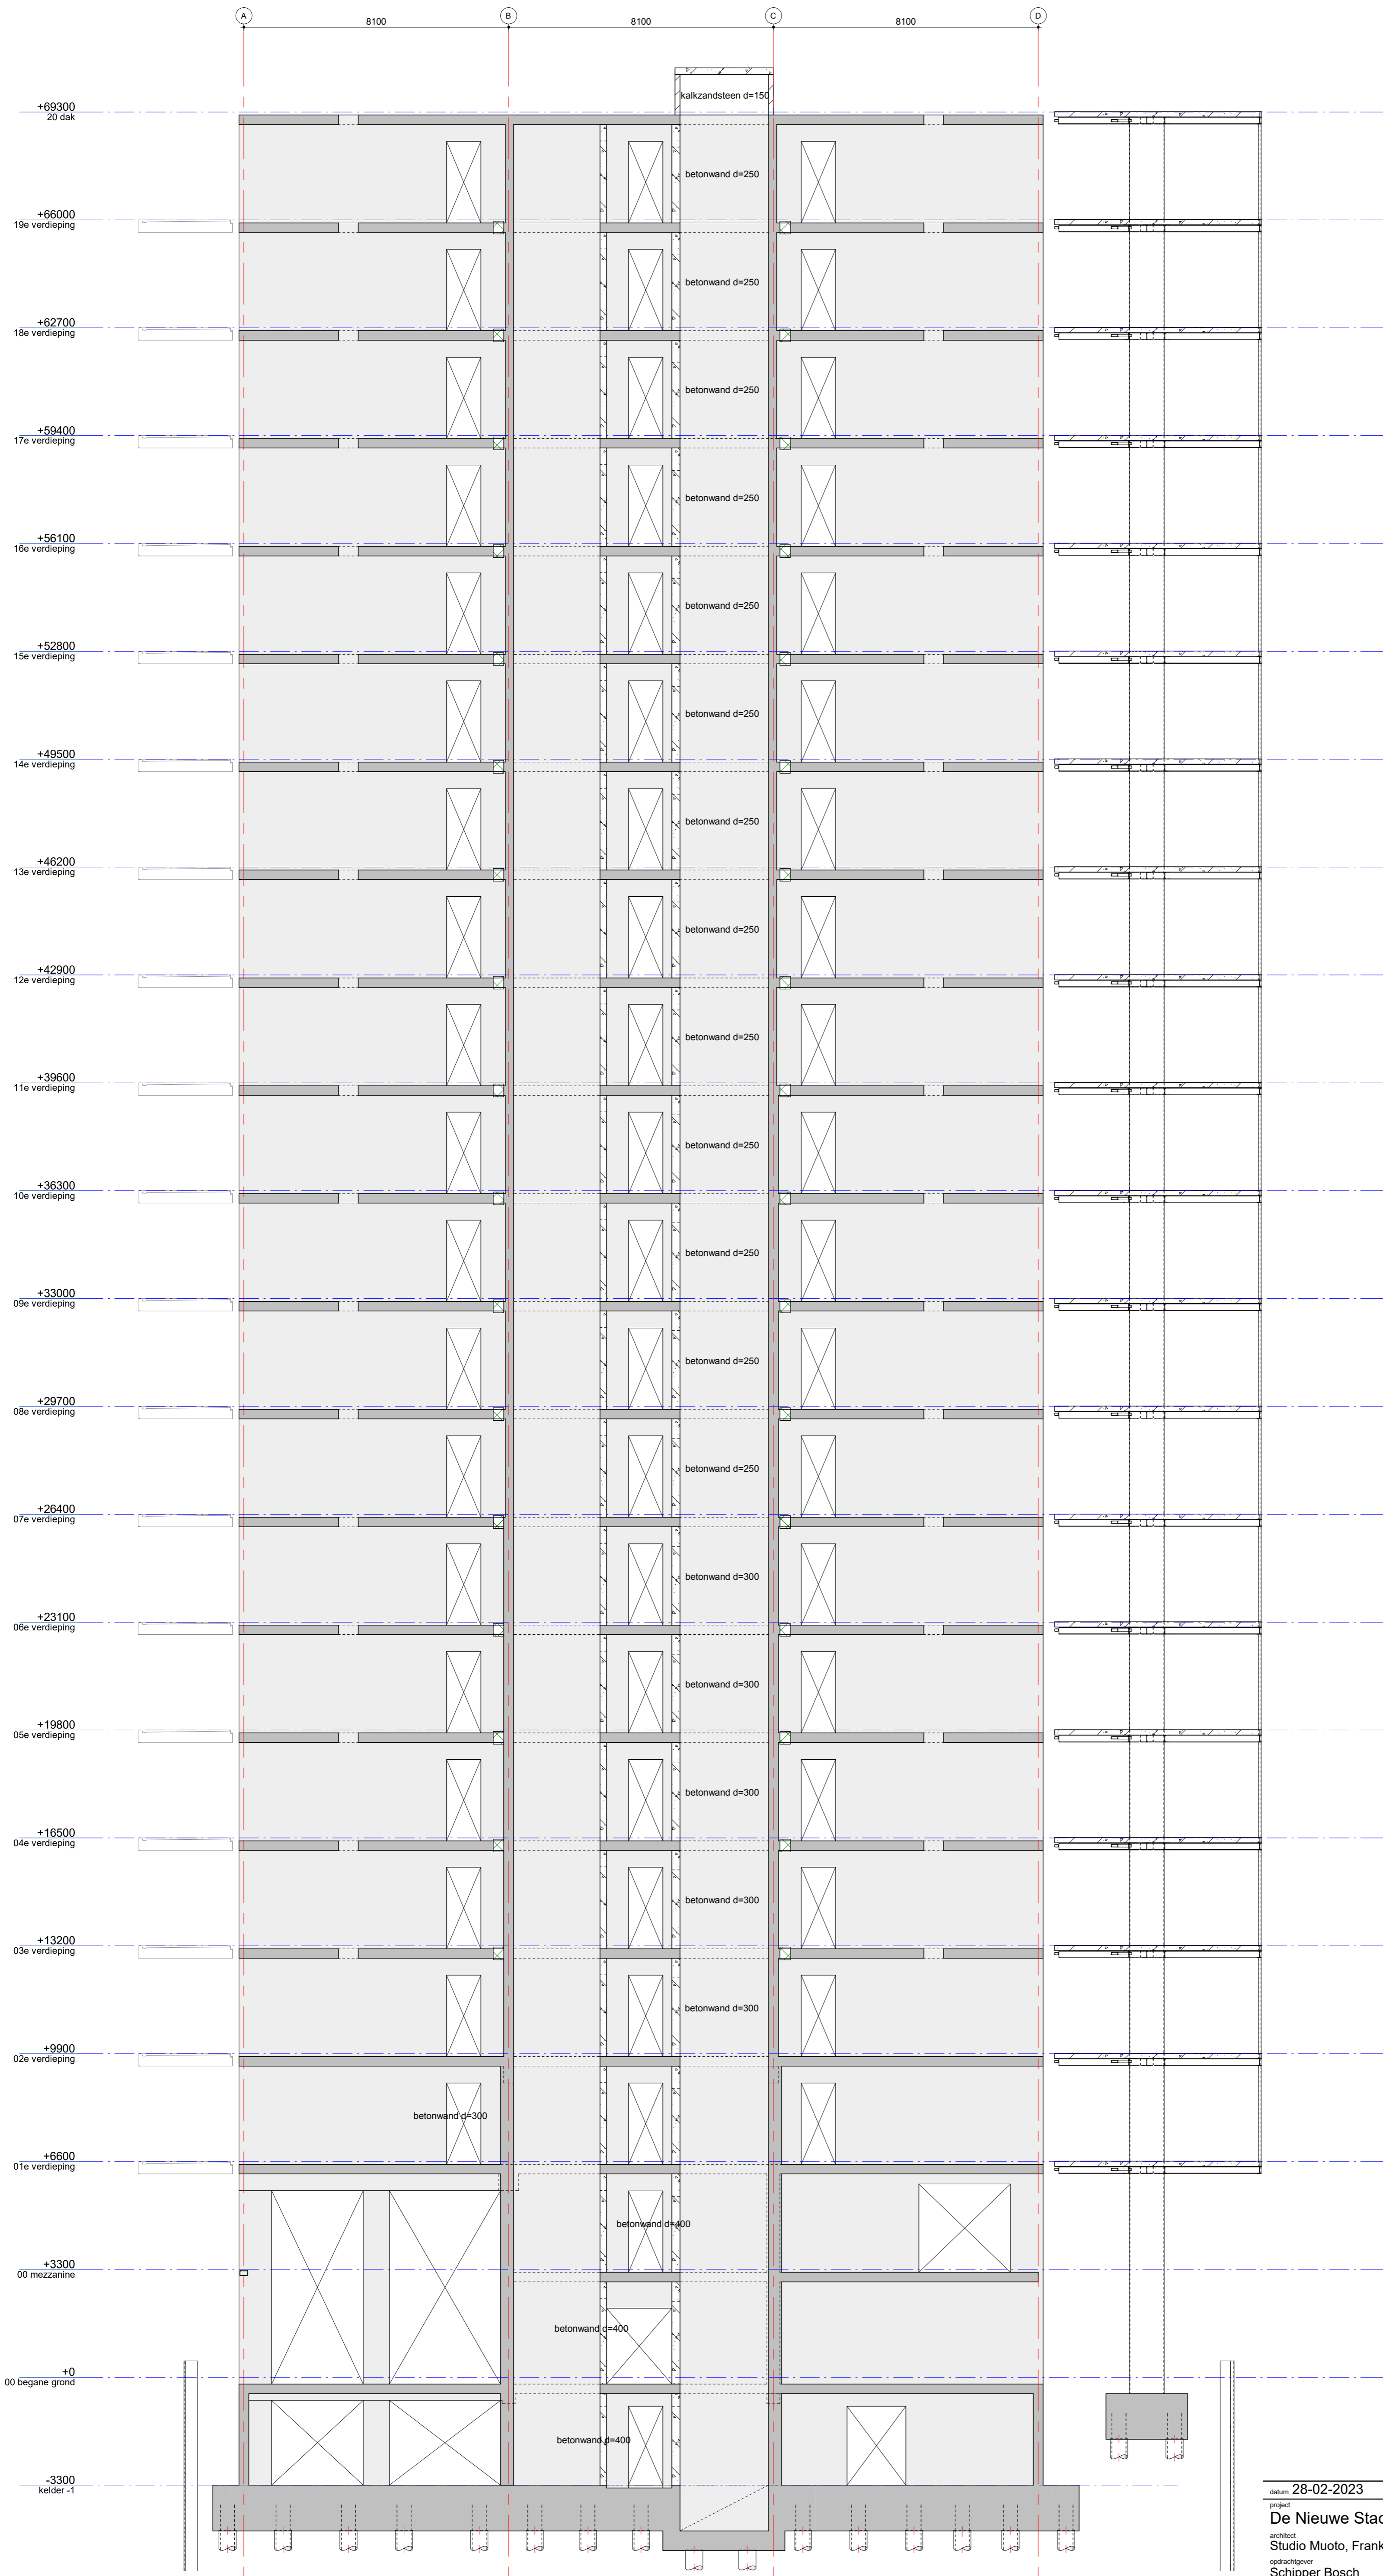 A B C D
8100 8100 8100
kalkzandsteen d=150
+69300
20 dak
betonwand d=250
+66000
19e verdieping
betonwand d=250
+62700
18e verdieping
betonwand d=250
+59400
17e verdieping
betonwand d=250
+56100
16e verdieping
betonwand d=250
+52800
15e verdieping
betonwand d=250
+49500
14e verdieping
betonwand d=250
+46200
13e verdieping
betonwand d=250
+42900
12e verdieping
betonwand d=250
+39600
11e verdieping
betonwand d=250
+36300
10e verdieping
betonwand d=250
+33000
09e verdieping
betonwand d=250
+29700
08e verdieping
betonwand d=250
+26400
07e verdieping
betonwand d=300
+23100
06e verdieping
betonwand d=300
+19800
05e verdieping
betonwand d=300
+16500
04e verdieping
betonwand d=300
+13200
03e verdieping
betonwand d=300
+9900
02e verdieping
betonwand d=300
+6600
01e verdieping
betonwand d=400
+3300
00 mezzanine
betonwand d=400
+0
00 begane grond
betonwand d=400
-3300
kelder -1
datum 28-02-2023
project
De Nieuwe Stad
architect
Studio Muoto, Frank
opdrachtgever
Schipper Bosch